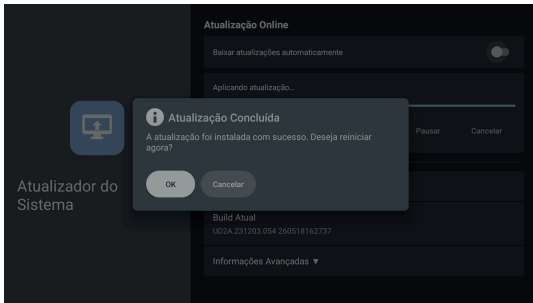 Atualização Online
Baixar atualizações automaticamente
Aplicando atualização...
Pausar
Cancelar
Atualização Concluída
A atualização foi instalada com sucesso. Deseja reiniciar
agora?
OK
Cancelar
Atualizador do
Sistema
Build Atual
UD2A.231203.054 260518162737
Informações Avançadas ▼